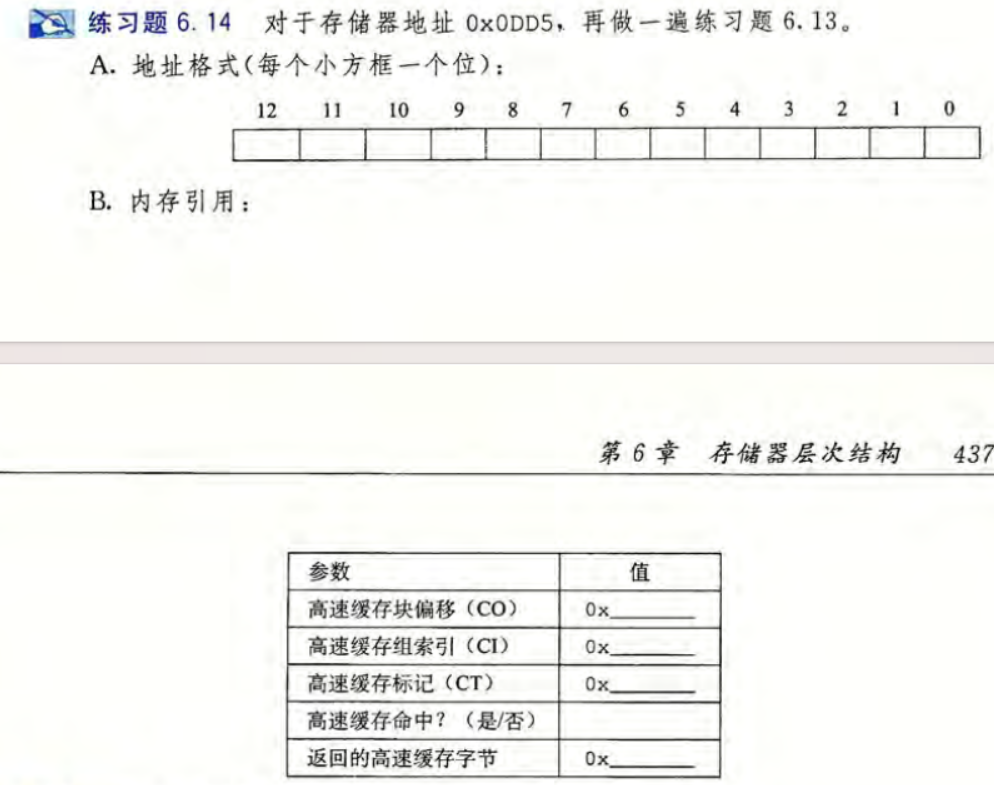 练习题 6.14 对于存储器地址 0x0DD5，再做一遍练习题 6.13。
A. 地址格式(每个小方框一个位)：
12 11 10 9 8 7 6 5 4 3 2 1 0
B. 内存引用：
第 6 章 存储器层次结构 437
参数 值
高速缓存块偏移（CO） 0x________
高速缓存组索引（CI） 0x________
高速缓存标记（CT） 0x________
高速缓存命中？（是/否）
返回的高速缓存字节 0x________